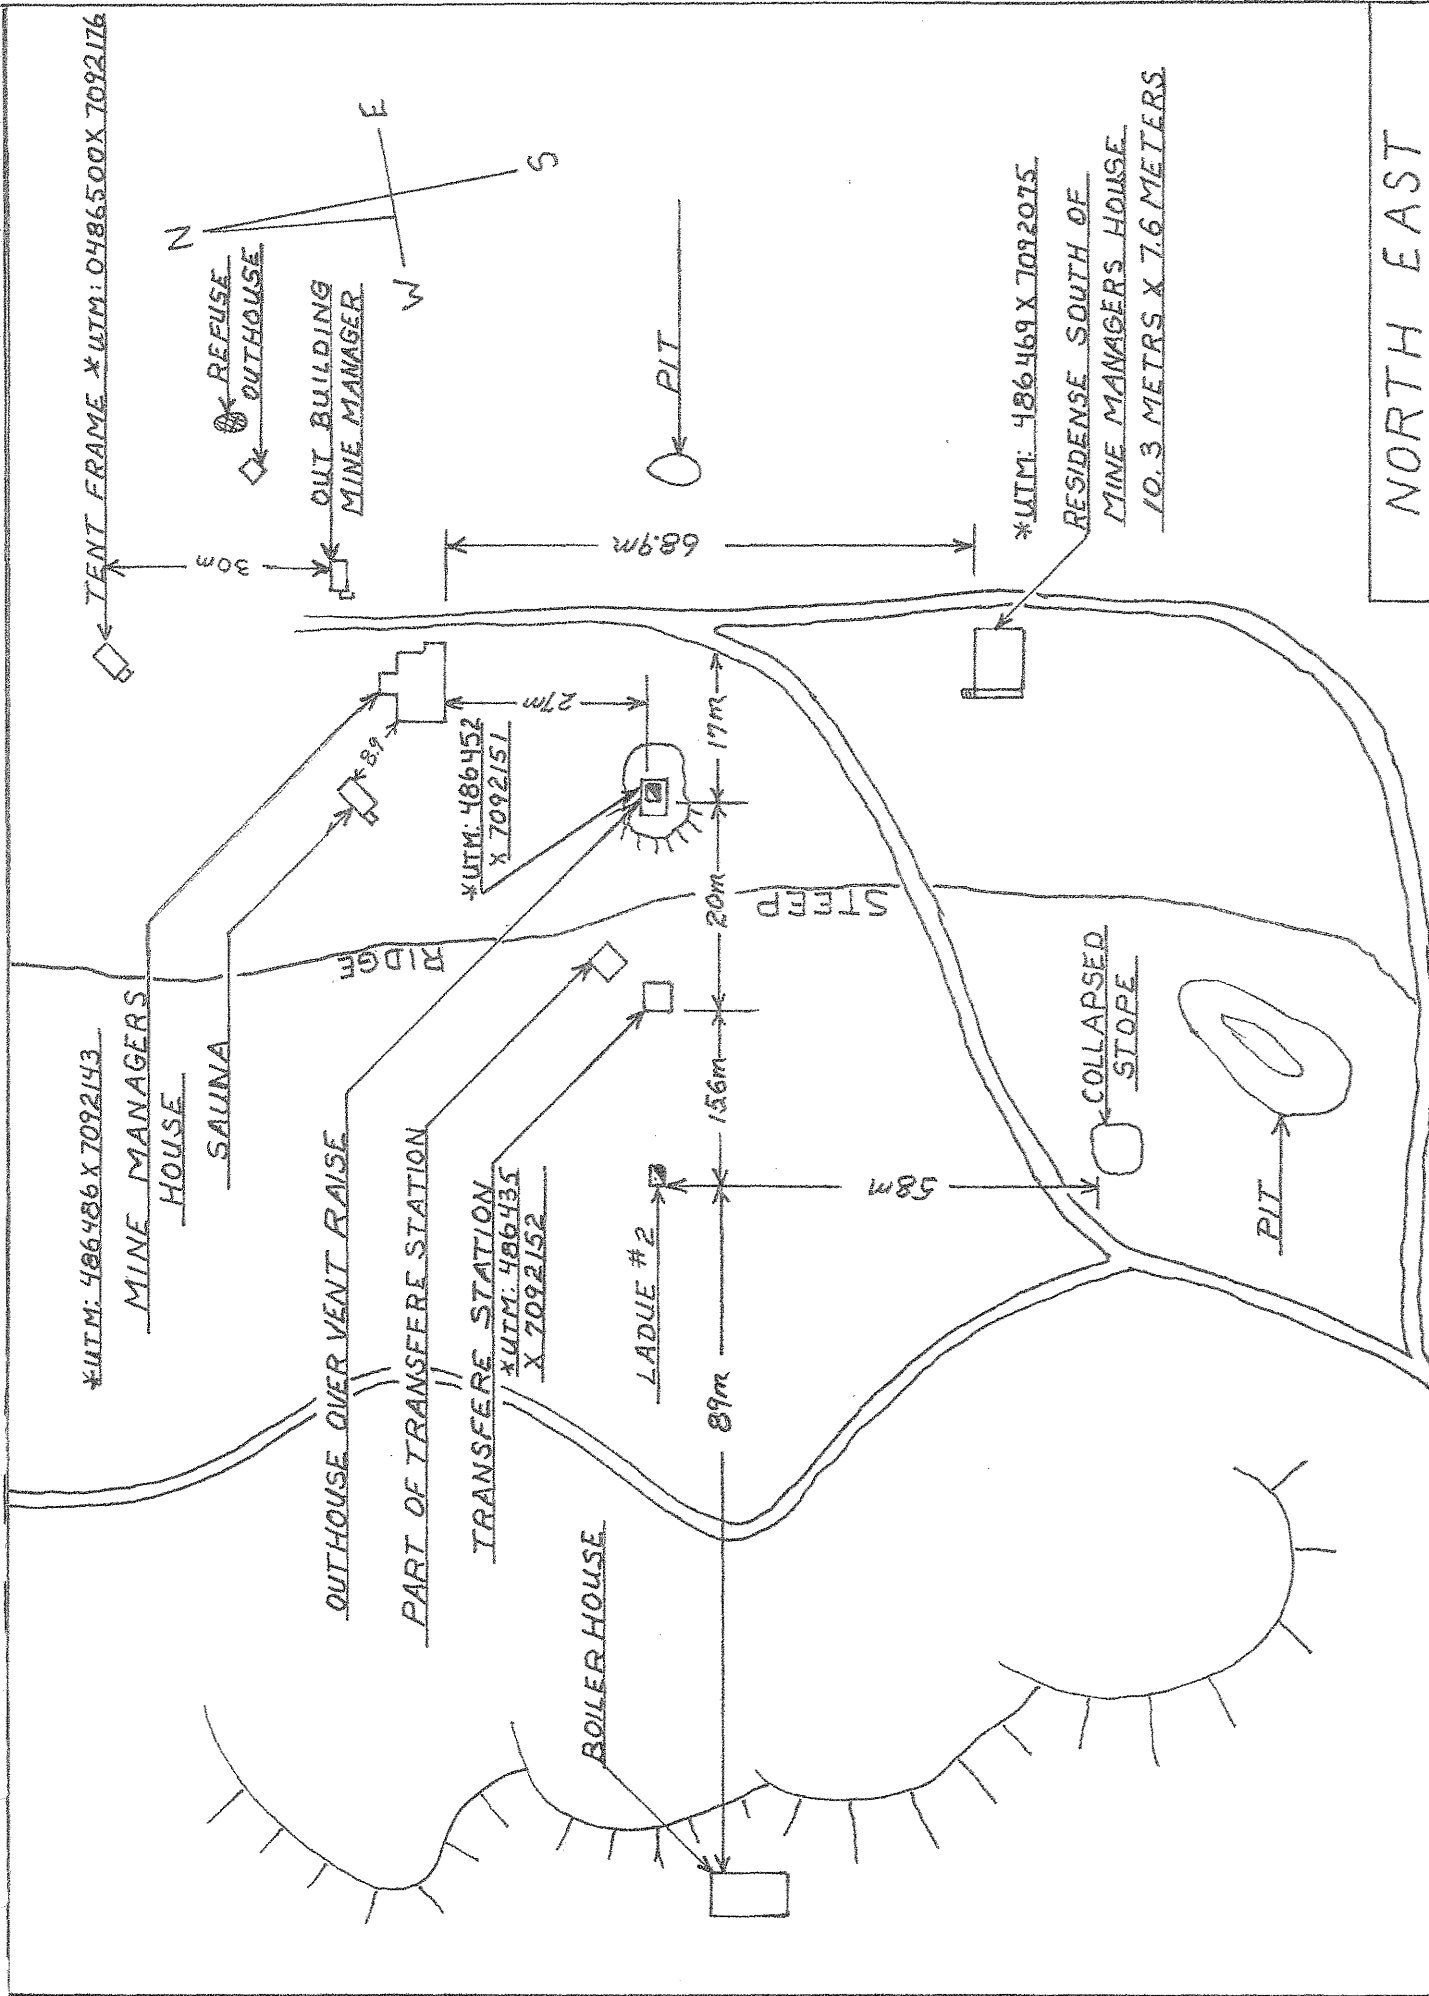 TENT FRAME *UTM: 0486500 X 7092176
N
E
S
W
REFUSE
OUTHOUSE
OUT BUILDING
MINE MANAGER
30m
PIT
68.9m
*UTM: 486469 X 7092075
RESIDENSE SOUTH OF
MINE MANAGERS HOUSE
10.3 METRS X 7.6 METERS
*UTM: 486486 X 7092143
MINE MANAGERS
HOUSE
SAUNA
8.9
27m
*UTM: 486452
X 7092151
RIDGE
STEEP
17m
20m
15.6m
OUTHOUSE OVER VENT RAISE
PART OF TRANSFERE STATION
TRANSFERE STATION
*UTM: 486435
X 7092152
LADUE #2
58m
COLLAPSED
STOPE
PIT
89m
BOILER HOUSE
NORTH EAST